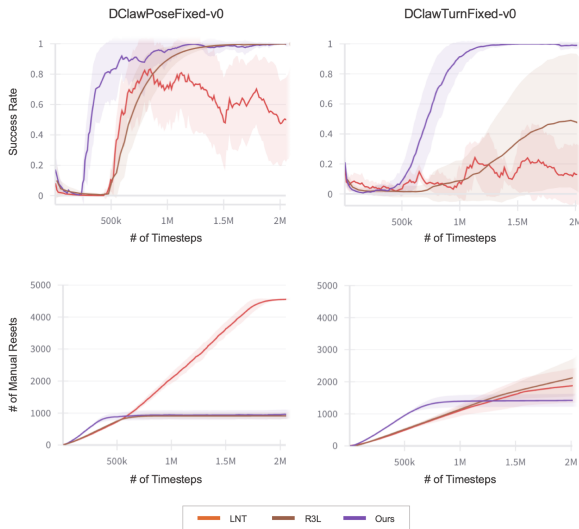 DClawPoseFixed-v0
DClawTurnFixed-v0
Success Rate
1
0.8
0.6
0.4
0.2
0
500k
1M
1.5M
2M
# of Timesteps
1
0.8
0.6
0.4
0.2
0
500k
1M
1.5M
2M
# of Timesteps
# of Manual Resets
5000
4000
3000
2000
1000
0
500k
1M
1.5M
2M
# of Timesteps
5000
4000
3000
2000
1000
0
500k
1M
1.5M
2M
# of Timesteps
LNT R3L Ours